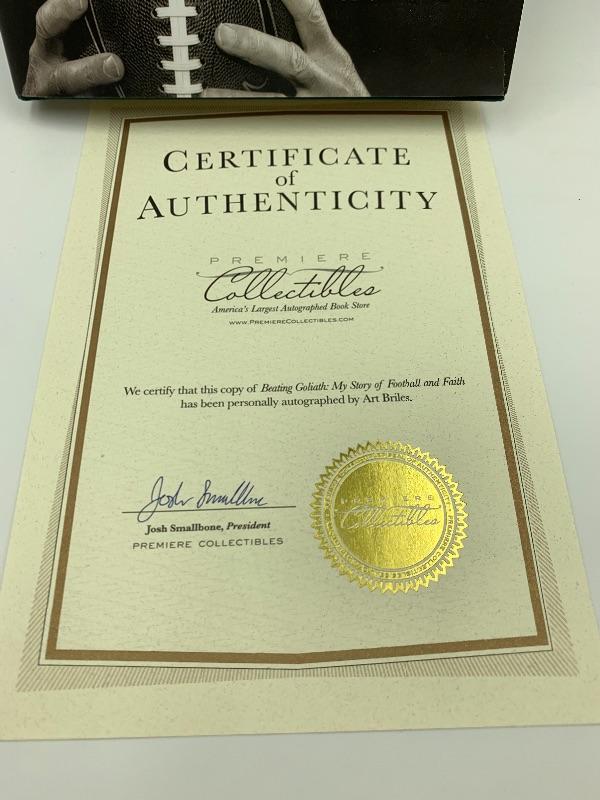 CERTIFICATE
of
AUTHENTICITY
PREMIERE
Collectibles
America's Largest Autographed Book Store
WWW.PREMIERECOLLECTIBLES.COM
We certify that this copy of Beating Goliath: My Story of Football and Faith
has been personally autographed by Art Briles.
Josh Smallbone
Josh Smallbone, President
PREMIERE COLLECTIBLES
PREMIERE
Collectibles